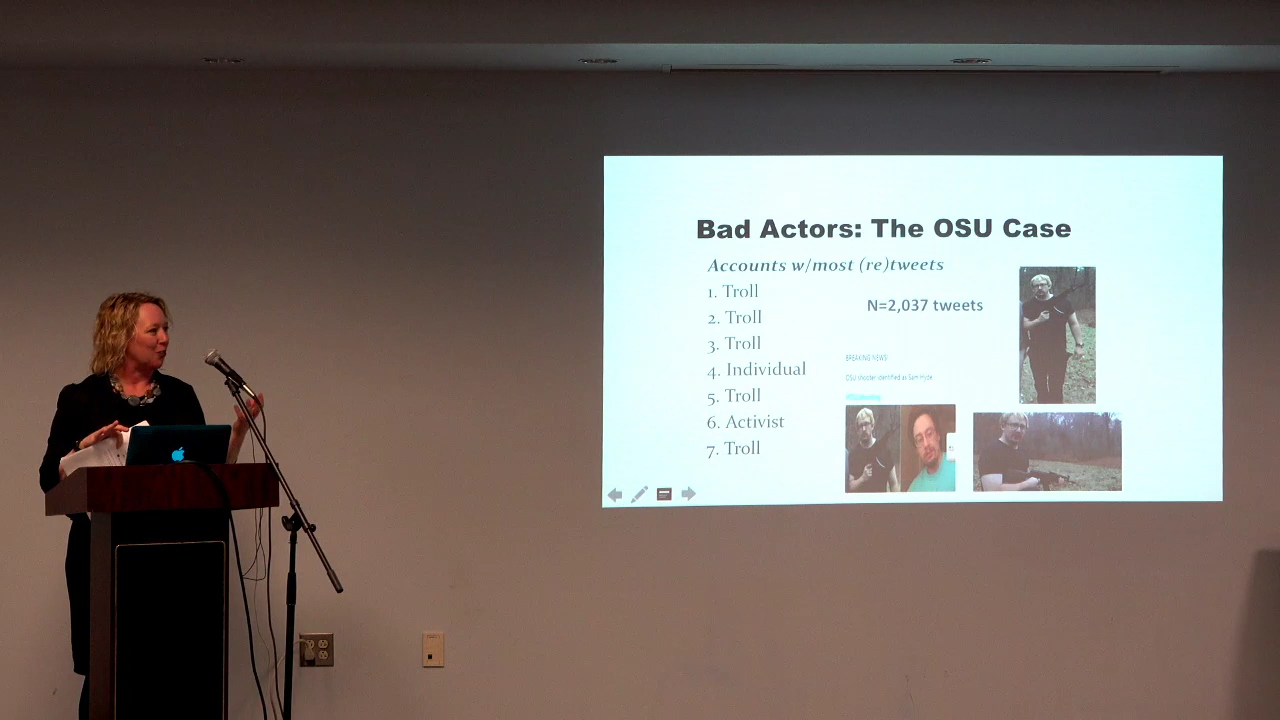 Bad Actors: The OSU Case
Accounts w/most (re)tweets
1. Troll
2. Troll
3. Troll
4. Individual
5. Troll
6. Activist
7. Troll
N=2,037 tweets
BREAKING NEWS!
OSU shooter identified as Sam Hyde